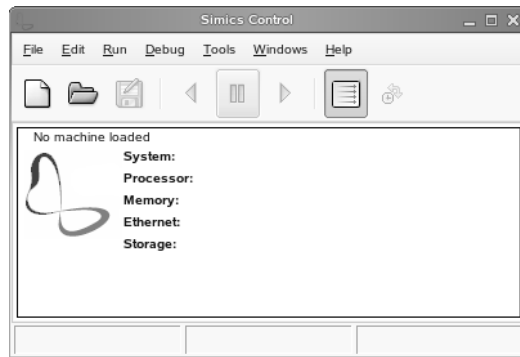 Simics Control
File Edit Run Debug Tools Windows Help
No machine loaded
System:
Processor:
Memory:
Ethernet:
Storage: